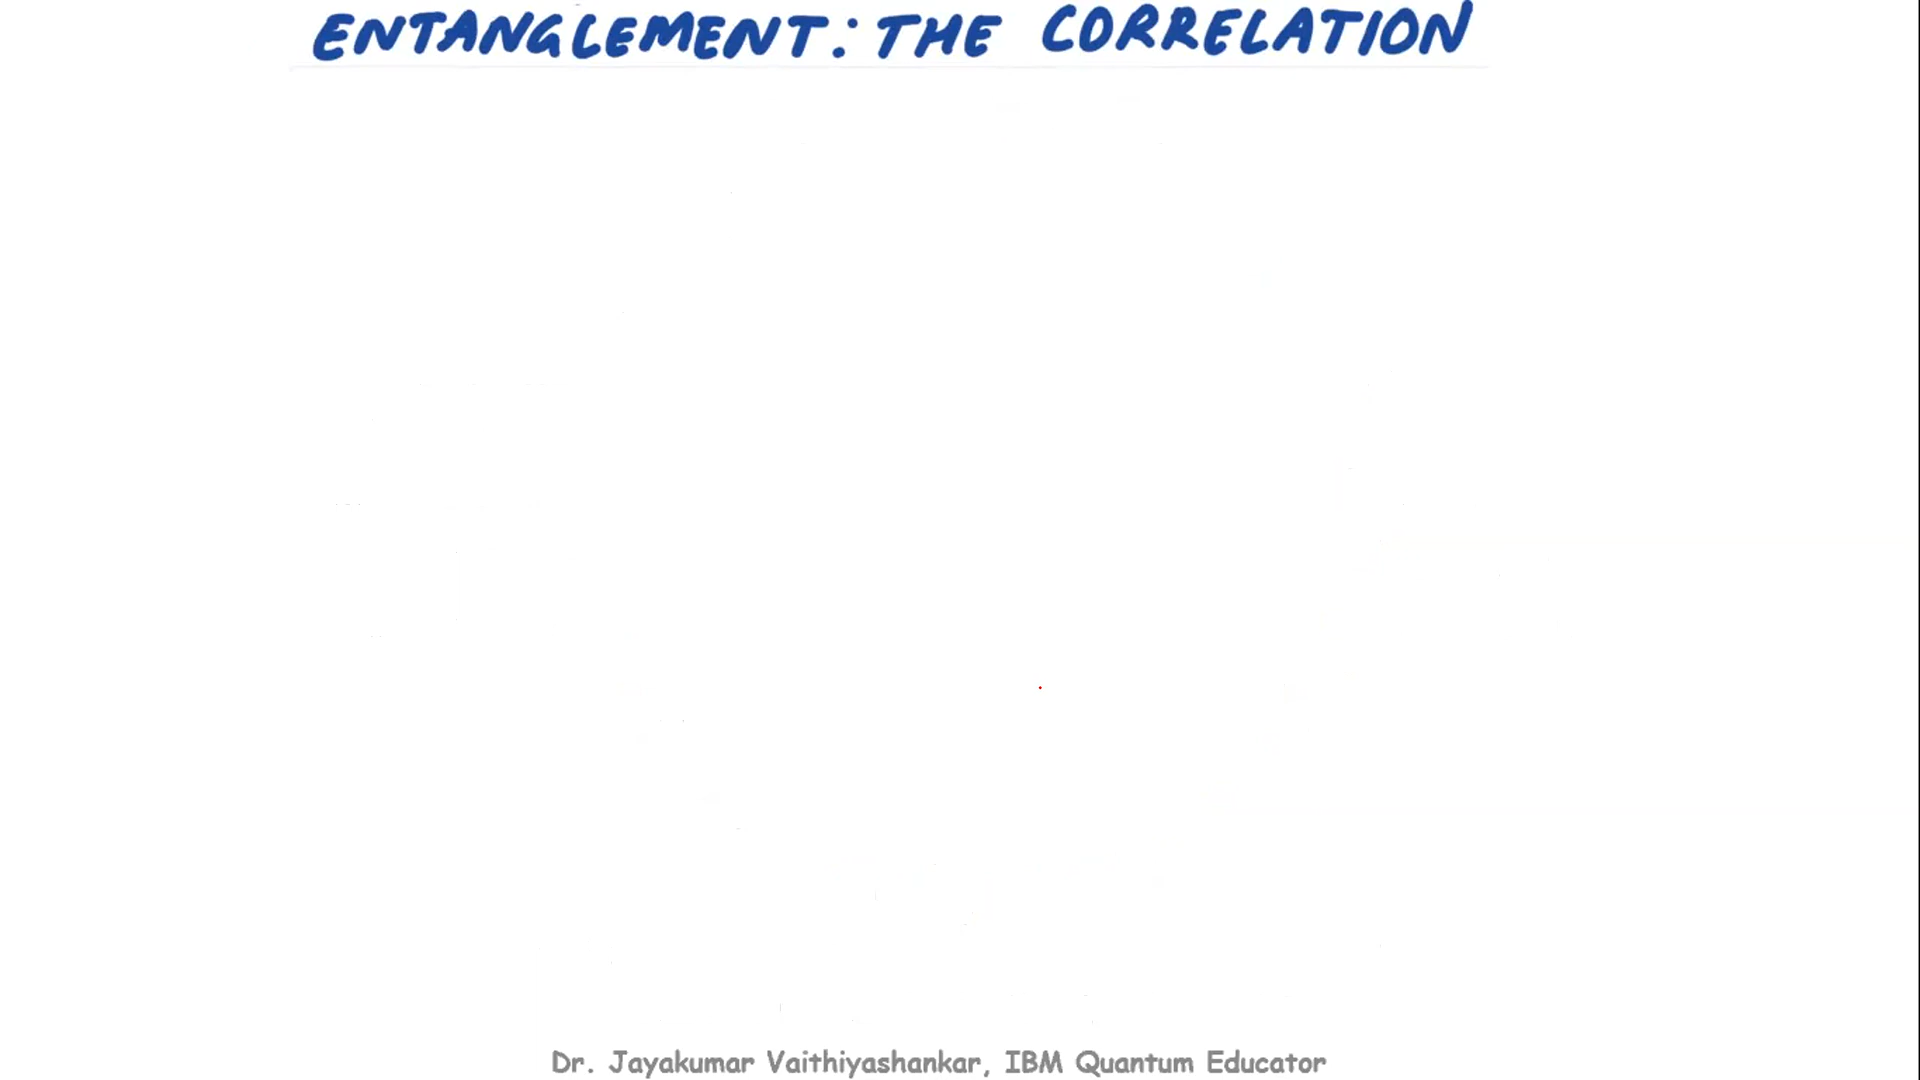 ENTANGLEMENT: THE CORRELATION
Dr. Jayakumar Vaithiyashankar, IBM Quantum Educator